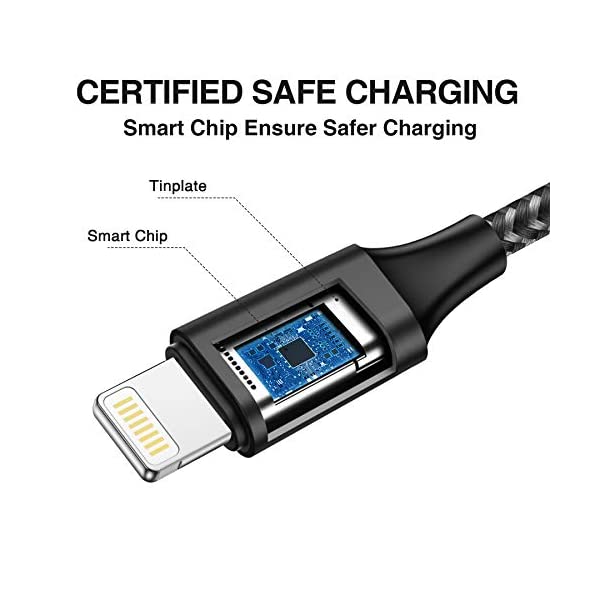 CERTIFIED SAFE CHARGING
Smart Chip Ensure Safer Charging
Tinplate
Smart Chip